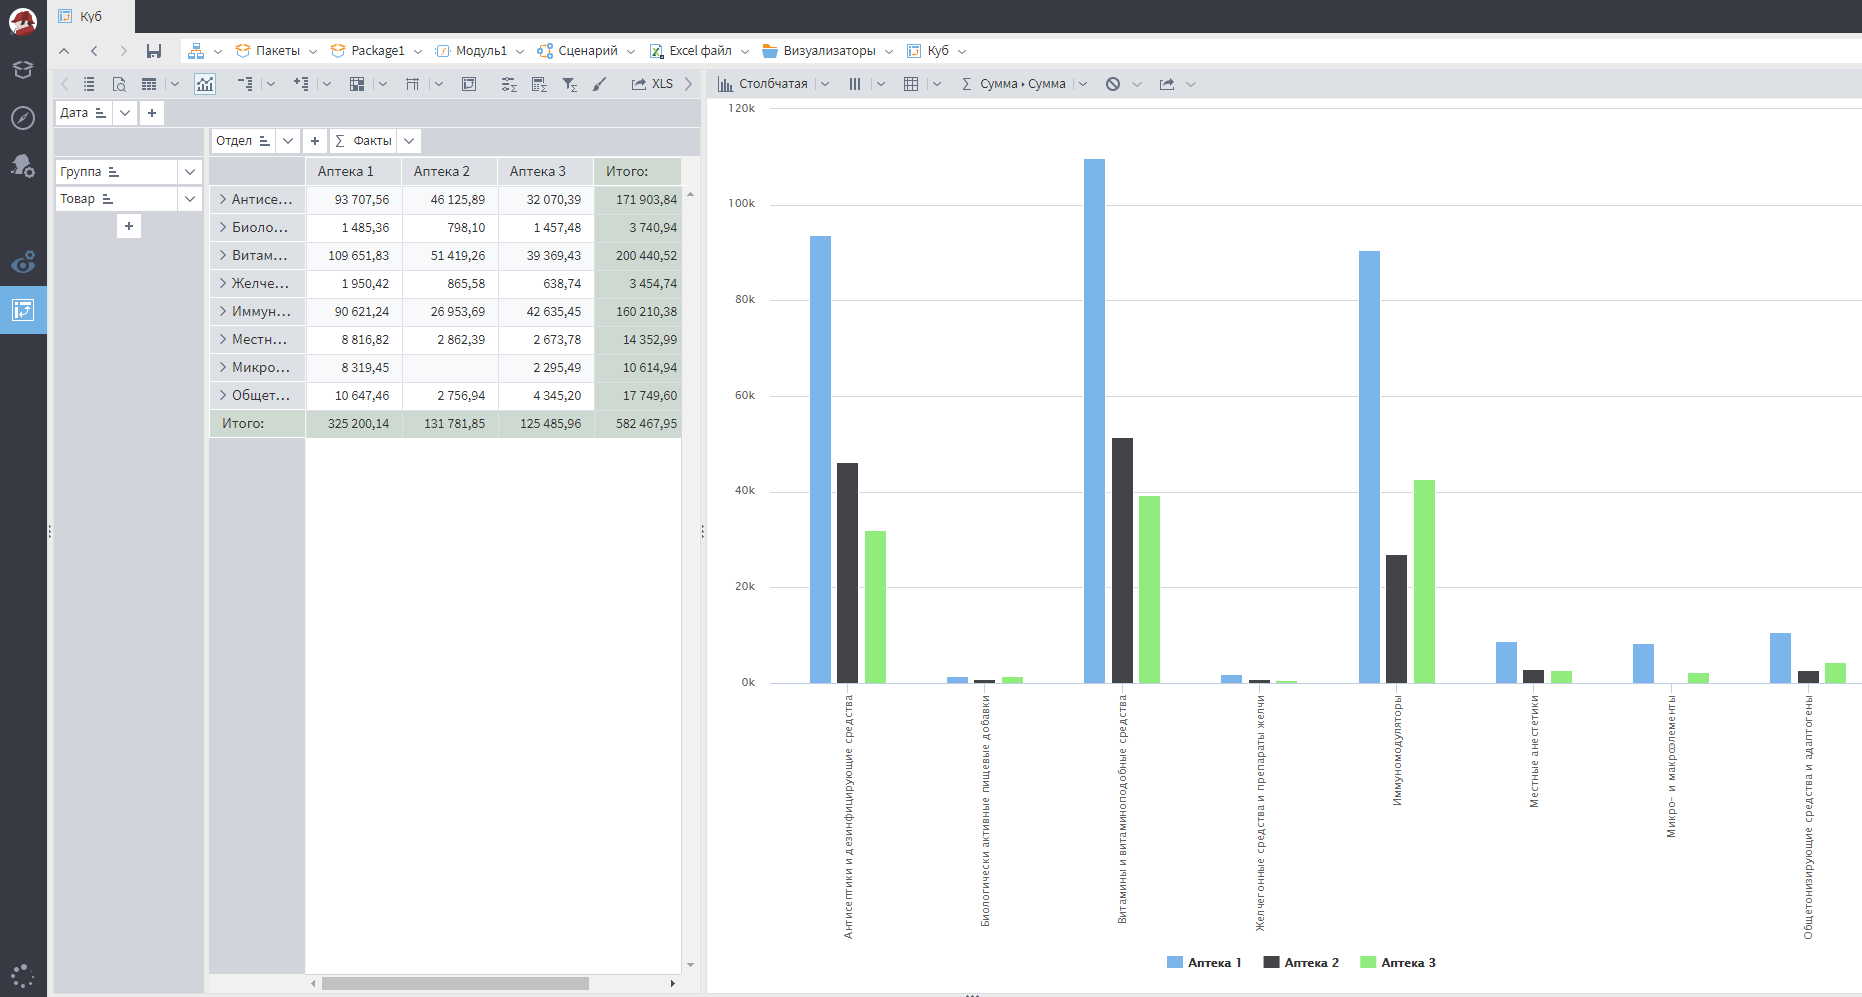 Куб
Пакеты Package1 Модуль1 Сценарий Excel файл Визуализаторы Куб
XLS
Столбчатая Σ Сумма ▸ Сумма
Дата
Отдел + Σ Факты
Группа
Товар
+
Аптека 1 Аптека 2 Аптека 3 Итого:
Антисе... 93 707,56 46 125,89 32 070,39 171 903,84
Биоло... 1 485,36 798,10 1 457,48 3 740,94
Витам... 109 651,83 51 419,26 39 369,43 200 440,52
Желче... 1 950,42 865,58 638,74 3 454,74
Иммун... 90 621,24 26 953,69 42 635,45 160 210,38
Местн... 8 816,82 2 862,39 2 673,78 14 352,99
Микро... 8 319,45 2 295,49 10 614,94
Общет... 10 647,46 2 756,94 4 345,20 17 749,60
Итого: 325 200,14 131 781,85 125 485,96 582 467,95
120k
100k
80k
60k
40k
20k
0k
Антисептики и дезинфицирующие средства
Биологически активные пищевые добавки
Витамины и витаминоподобные средства
Желчегонные средства и препараты желчи
Иммуномодуляторы
Местные анестетики
Микро- и макроэлементы
Общетонизирующие средства и адаптогены
Аптека 1 Аптека 2 Аптека 3